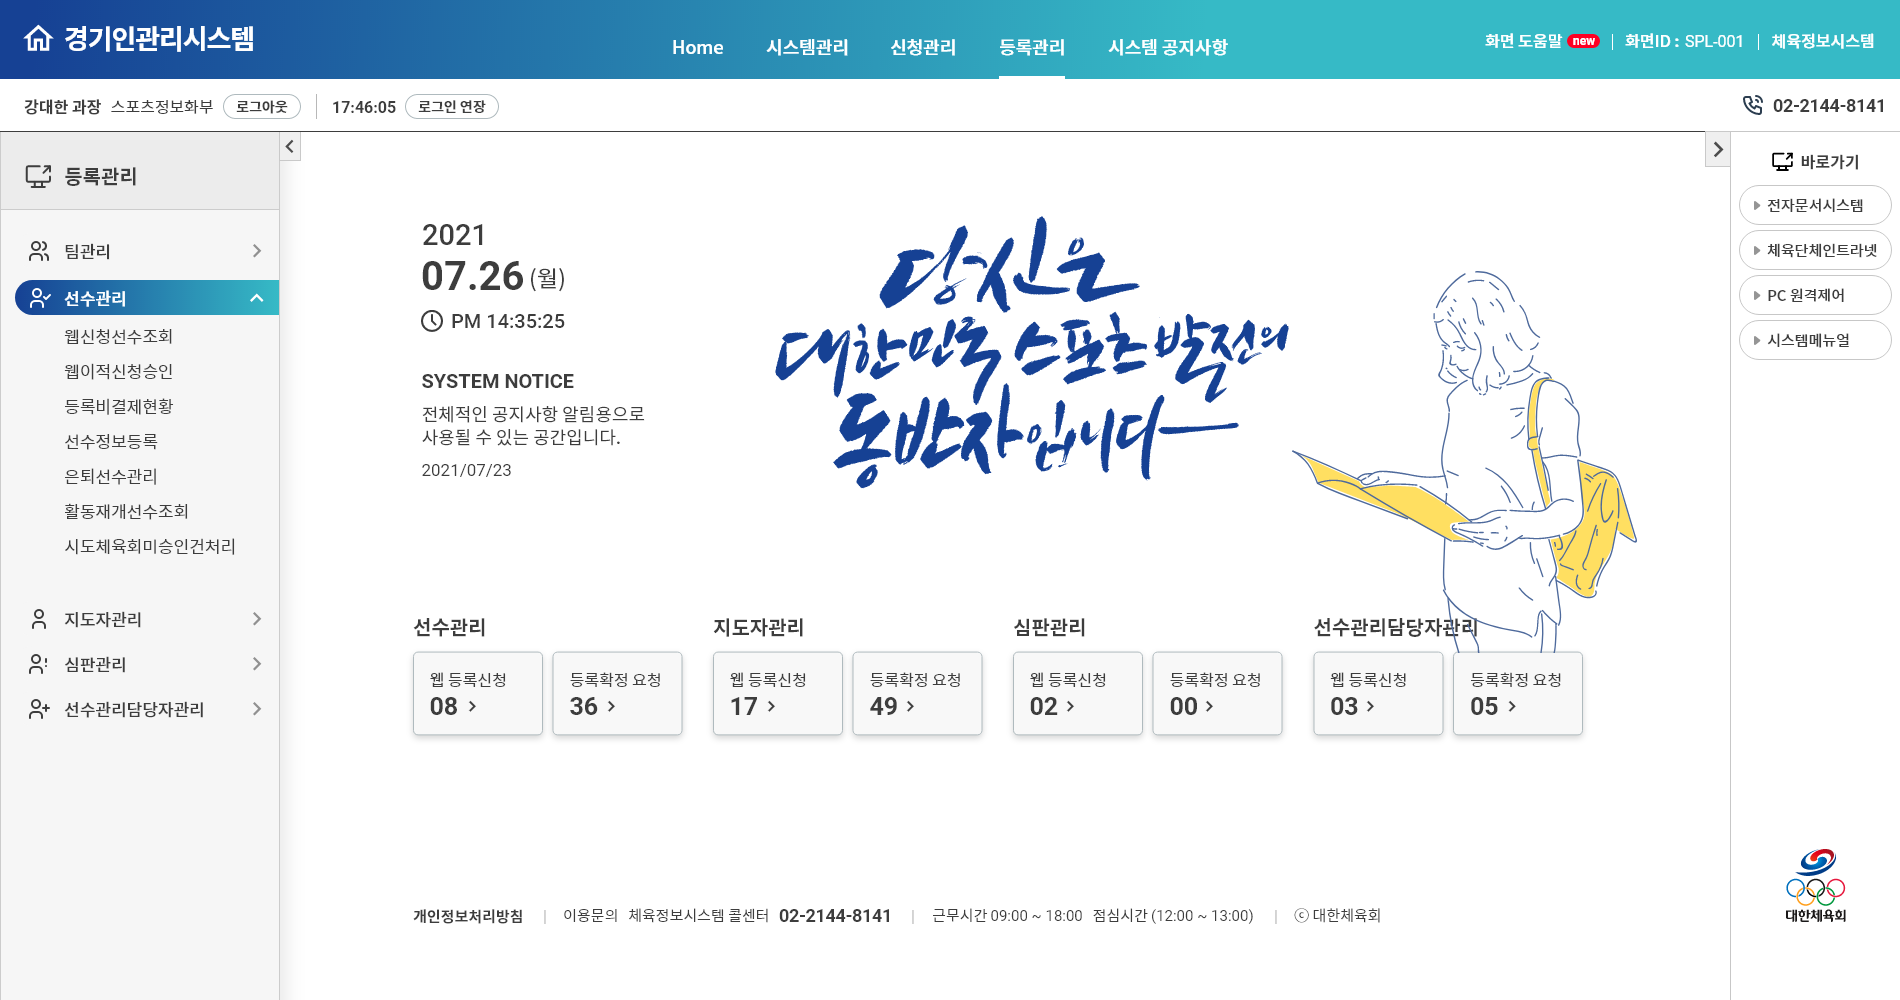 경기인관리시스템
Home 시스템관리 신청관리 등록관리 시스템 공지사항
화면 도움말 new 화면ID : SPL-001 체육정보시스템
강대한 과장 스포츠정보화부 로그아웃 17:46:05 로그인 연장
02-2144-8141
등록관리
팀관리
선수관리
웹신청선수조회
웹이적신청승인
등록비결제현황
선수정보등록
은퇴선수관리
활동재개선수조회
시도체육회미승인건처리
지도자관리
심판관리
선수관리담당자관리
2021
07.26 (월)
PM 14:35:25
SYSTEM NOTICE
전체적인 공지사항 알림용으로
사용될 수 있는 공간입니다.
2021/07/23
당신은
대한민국 스포츠 발전의
동반자입니다
선수관리
웹 등록신청 등록확정 요청
08 36
지도자관리
웹 등록신청 등록확정 요청
17 49
심판관리
웹 등록신청 등록확정 요청
02 00
선수관리담당자관리
웹 등록신청 등록확정 요청
03 05
바로가기
전자문서시스템
체육단체인트라넷
PC 원격제어
시스템메뉴얼
대한체육회
개인정보처리방침 | 이용문의 체육정보시스템 콜센터 02-2144-8141 | 근무시간 09:00 ~ 18:00 점심시간 (12:00 ~ 13:00) | ⓒ 대한체육회